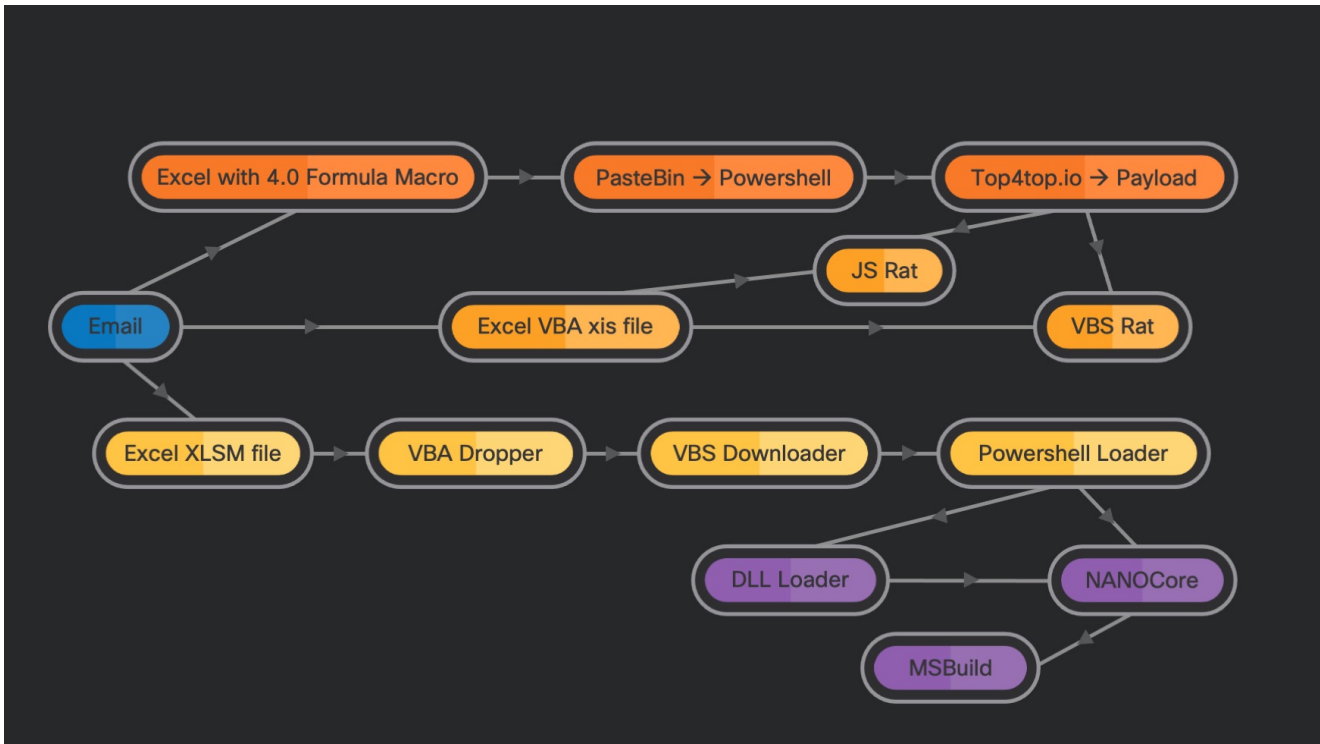 Excel with 4.0 Formula Macro
PasteBin → Powershell
Top4top.io → Payload
JS Rat
Email
Excel VBA xis file
VBS Rat
Excel XLSM file
VBA Dropper
VBS Downloader
Powershell Loader
DLL Loader
NANOCore
MSBuild